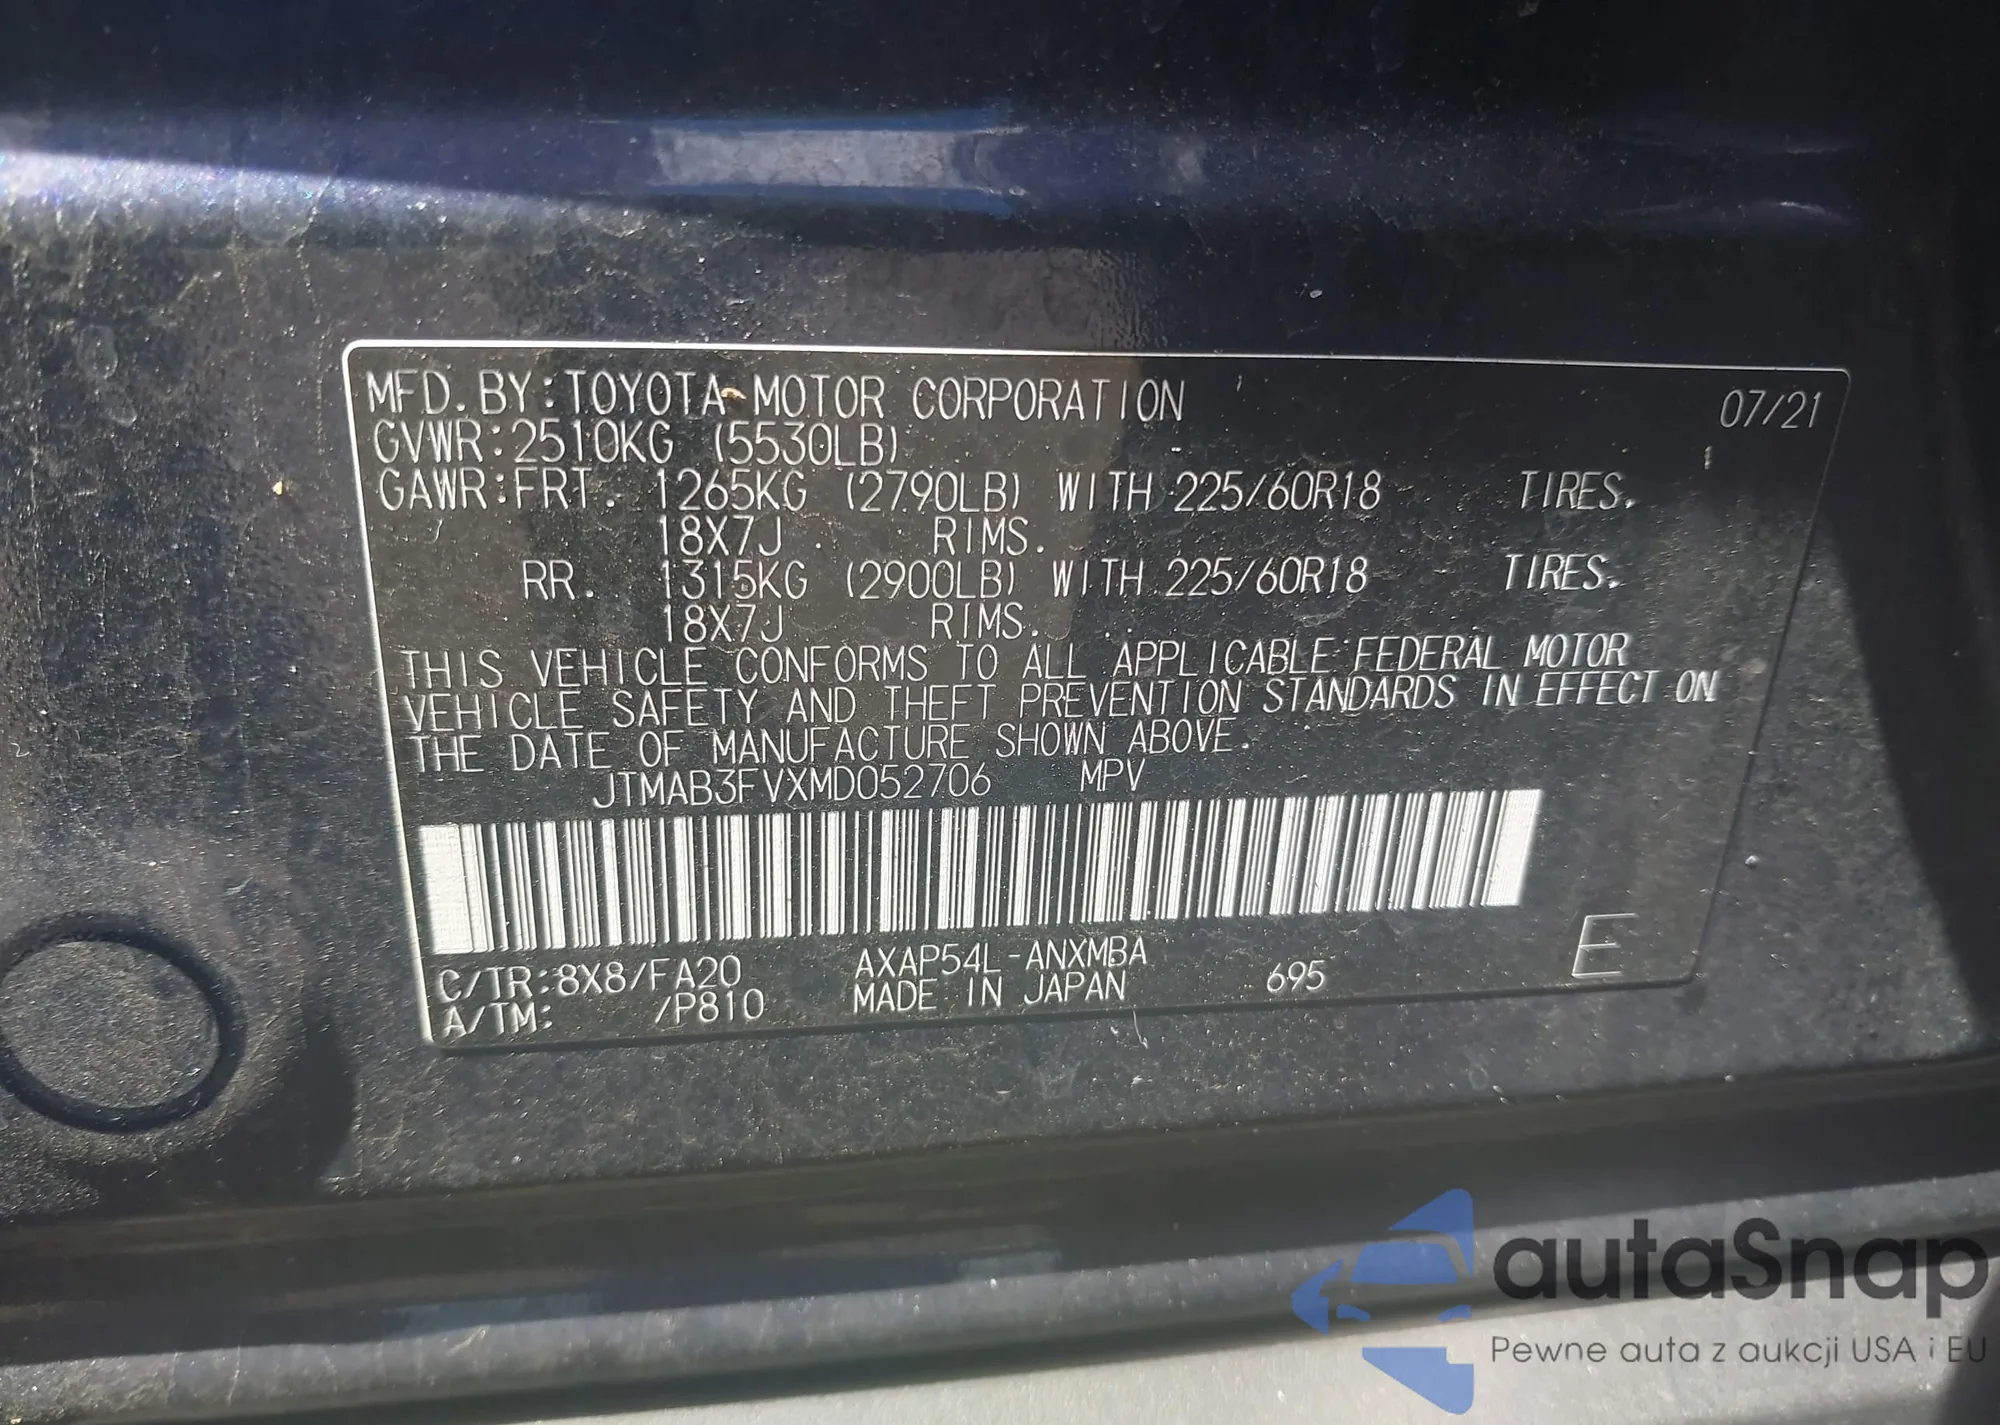 MFD. BY: TOYOTA MOTOR CORPORATION 07/21
GVWR: 2510KG (5530LB)
GAWR: FRT. 1265KG (2790LB) WITH 225/60R18 TIRES.
18X7J RIMS.
RR. 1315KG (2900LB) WITH 225/60R18 TIRES.
18X7J RIMS.
THIS VEHICLE CONFORMS TO ALL APPLICABLE FEDERAL MOTOR
VEHICLE SAFETY AND THEFT PREVENTION STANDARDS IN EFFECT ON
THE DATE OF MANUFACTURE SHOWN ABOVE.
JTMAB3FVXMD052706 MPV
C/TR: 8X8/FA20 AXAP54L-ANXMBA
A/TM: /P810 MADE IN JAPAN 695 E
autaSnap
Pewne auta z aukcji USA i EU